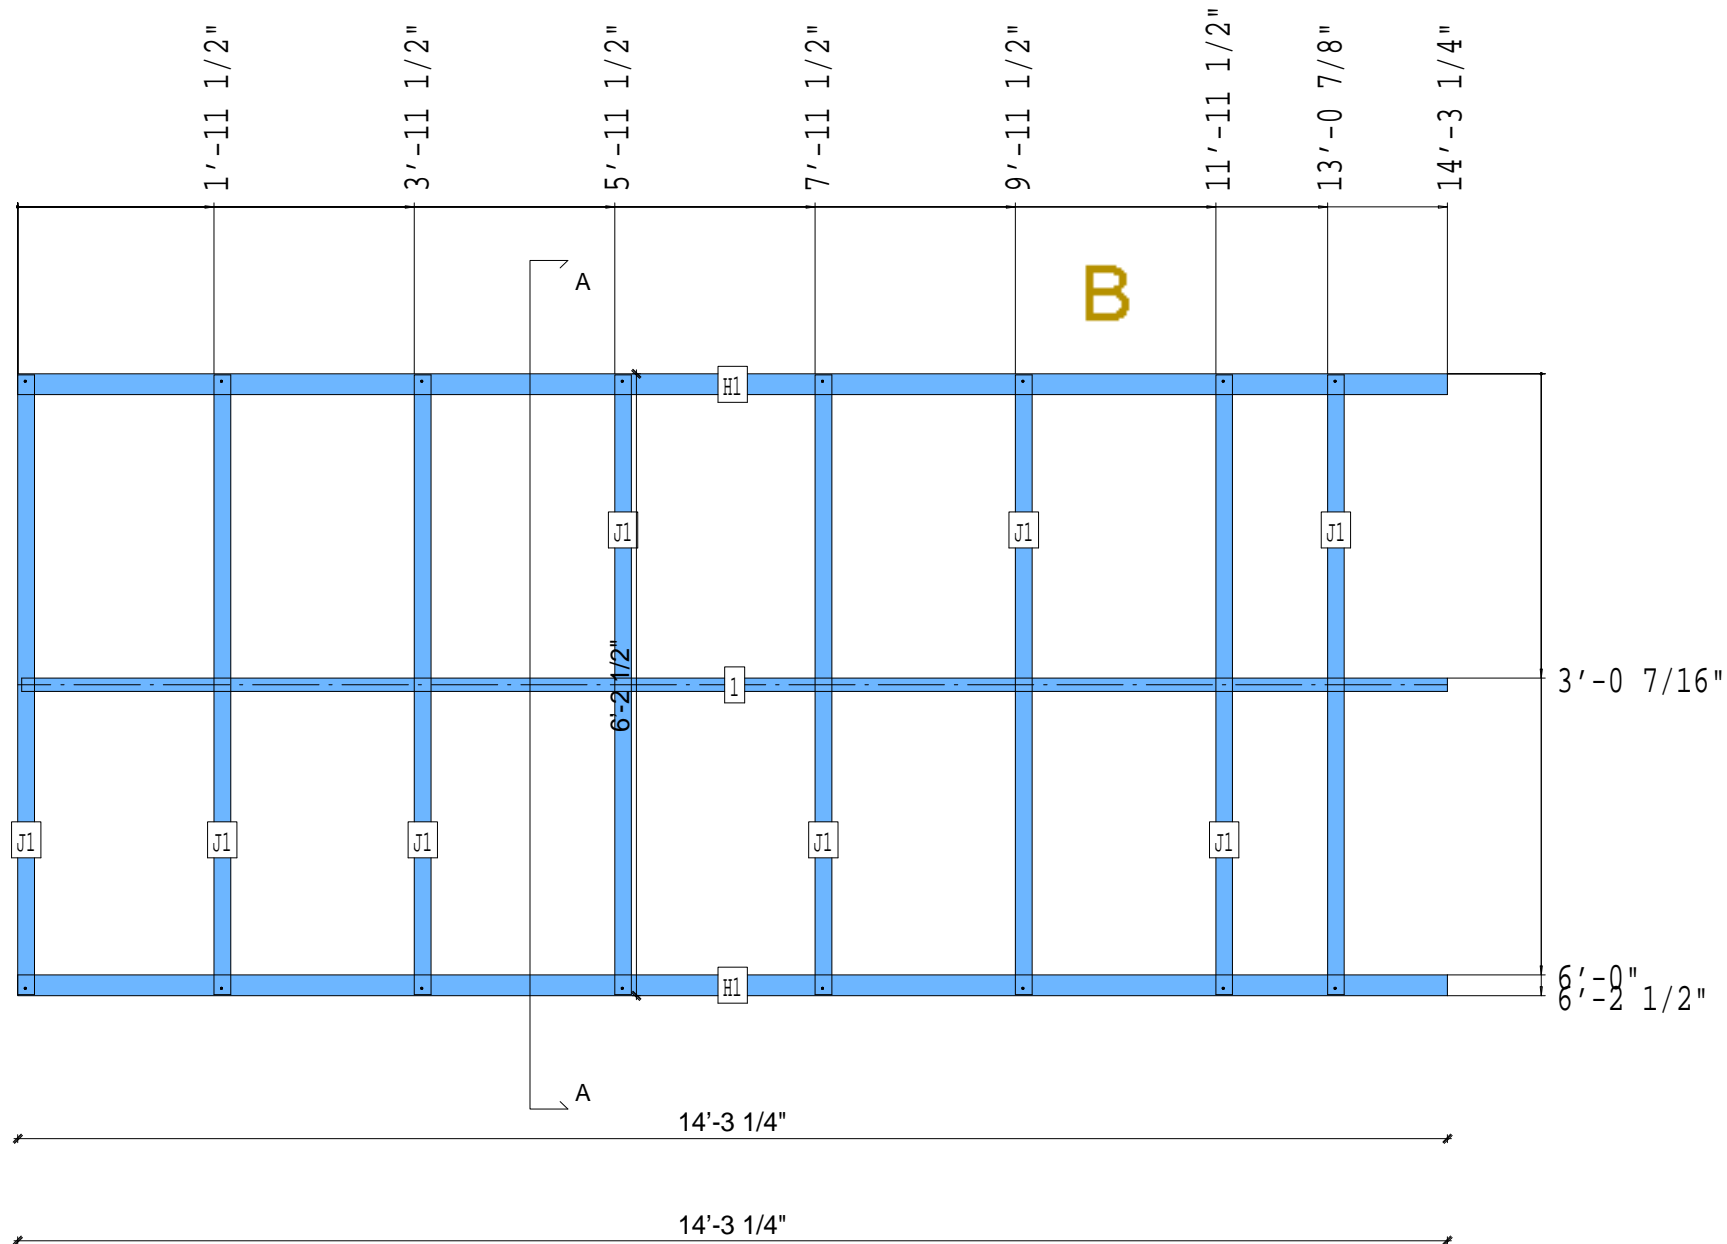 1'-11 1/2"
3'-11 1/2"
5'-11 1/2"
7'-11 1/2"
9'-11 1/2"
11'-11 1/2"
13'-0 7/8"
14'-3 1/4"
A
B
H1
J1
J1
J1
6'-2 1/2"
1
3'-0 7/16"
J1
J1
J1
J1
J1
H1
6'-0"
6'-2 1/2"
A
14'-3 1/4"
14'-3 1/4"